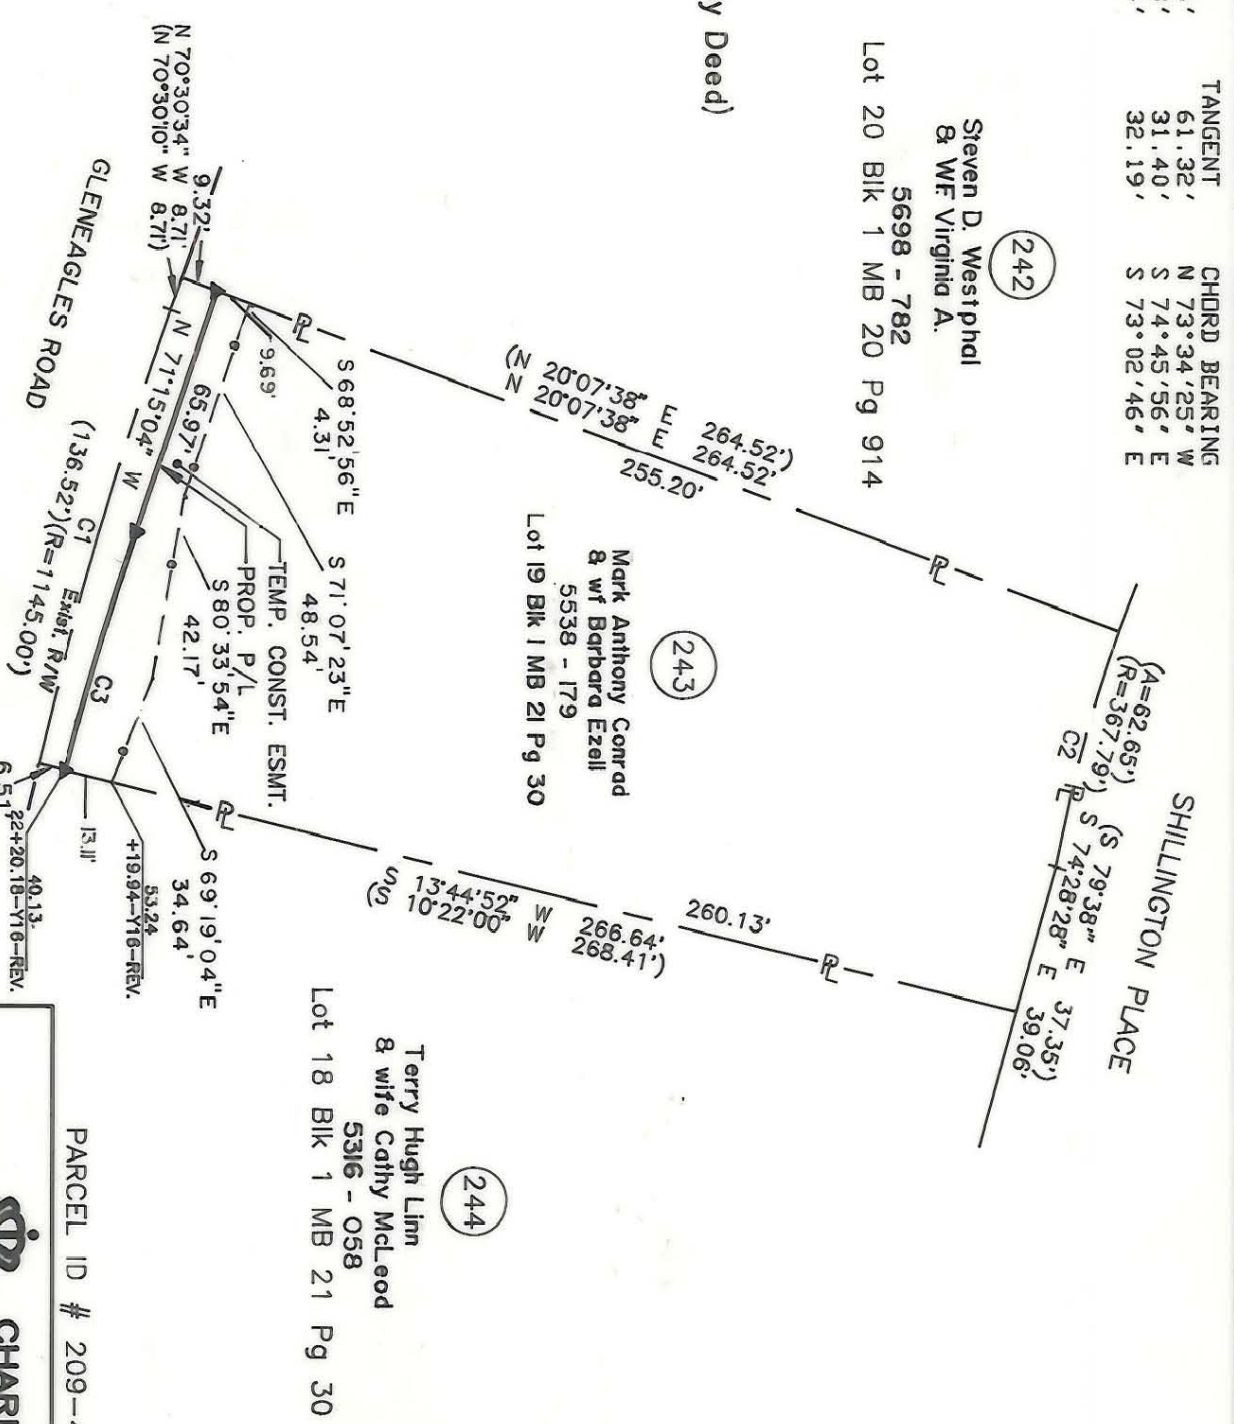 TANGENT CHORD BEARING
61.32' N 73°34'25" W
31.40' S 74°45'56" E
32.19' S 73°02'46" E
y Deed)
242
Steven D. Westphal
& WF. Virginia A.
5698 - 782
Lot 20 Blk 1 MB 20 Pg 914
SHILLINGTON PLACE
(A=62.65')
(R=367.79')
C2
(S 79°38'" E 37.35')
S 74°28'28" E 39.06'
PL
(N 20°07'38" E 264.52')
N 20°07'38" E 264.52'
255.20'
PL
PL
243
Mark Anthony Conrad
& wf Barbara Ezell
5538 - 179
Lot 19 Blk 1 MB 21 Pg 30
260.13'
S 13°44'52" W 266.64'
(S 10°22'00" W 268.41')
PL
PL
S 68°52'56"E
4.31'
S 71°07'23"E
48.54'
TEMP. CONST. ESMT.
PROP. P/L
S 80°33'54"E
42.17'
S 69°19'04"E
34.64'
9.69'
9.32'
65.97'
N 71°15'04" W
N 70°30'34" W 8.71'
(N 70°30'10" W 8.71')
GLENEAGLES ROAD
C3
C1 Exist. R/W
(136.52')(R=1145.00')
13.11'
53.24
+19.94-Y16-REV.
40.13
22+20.18-Y16-REV.
6.51'
244
Terry Hugh Linn
& wife Cathy McLeod
5316 - 058
Lot 18 Blk 1 MB 21 Pg 30
PARCEL ID # 209-